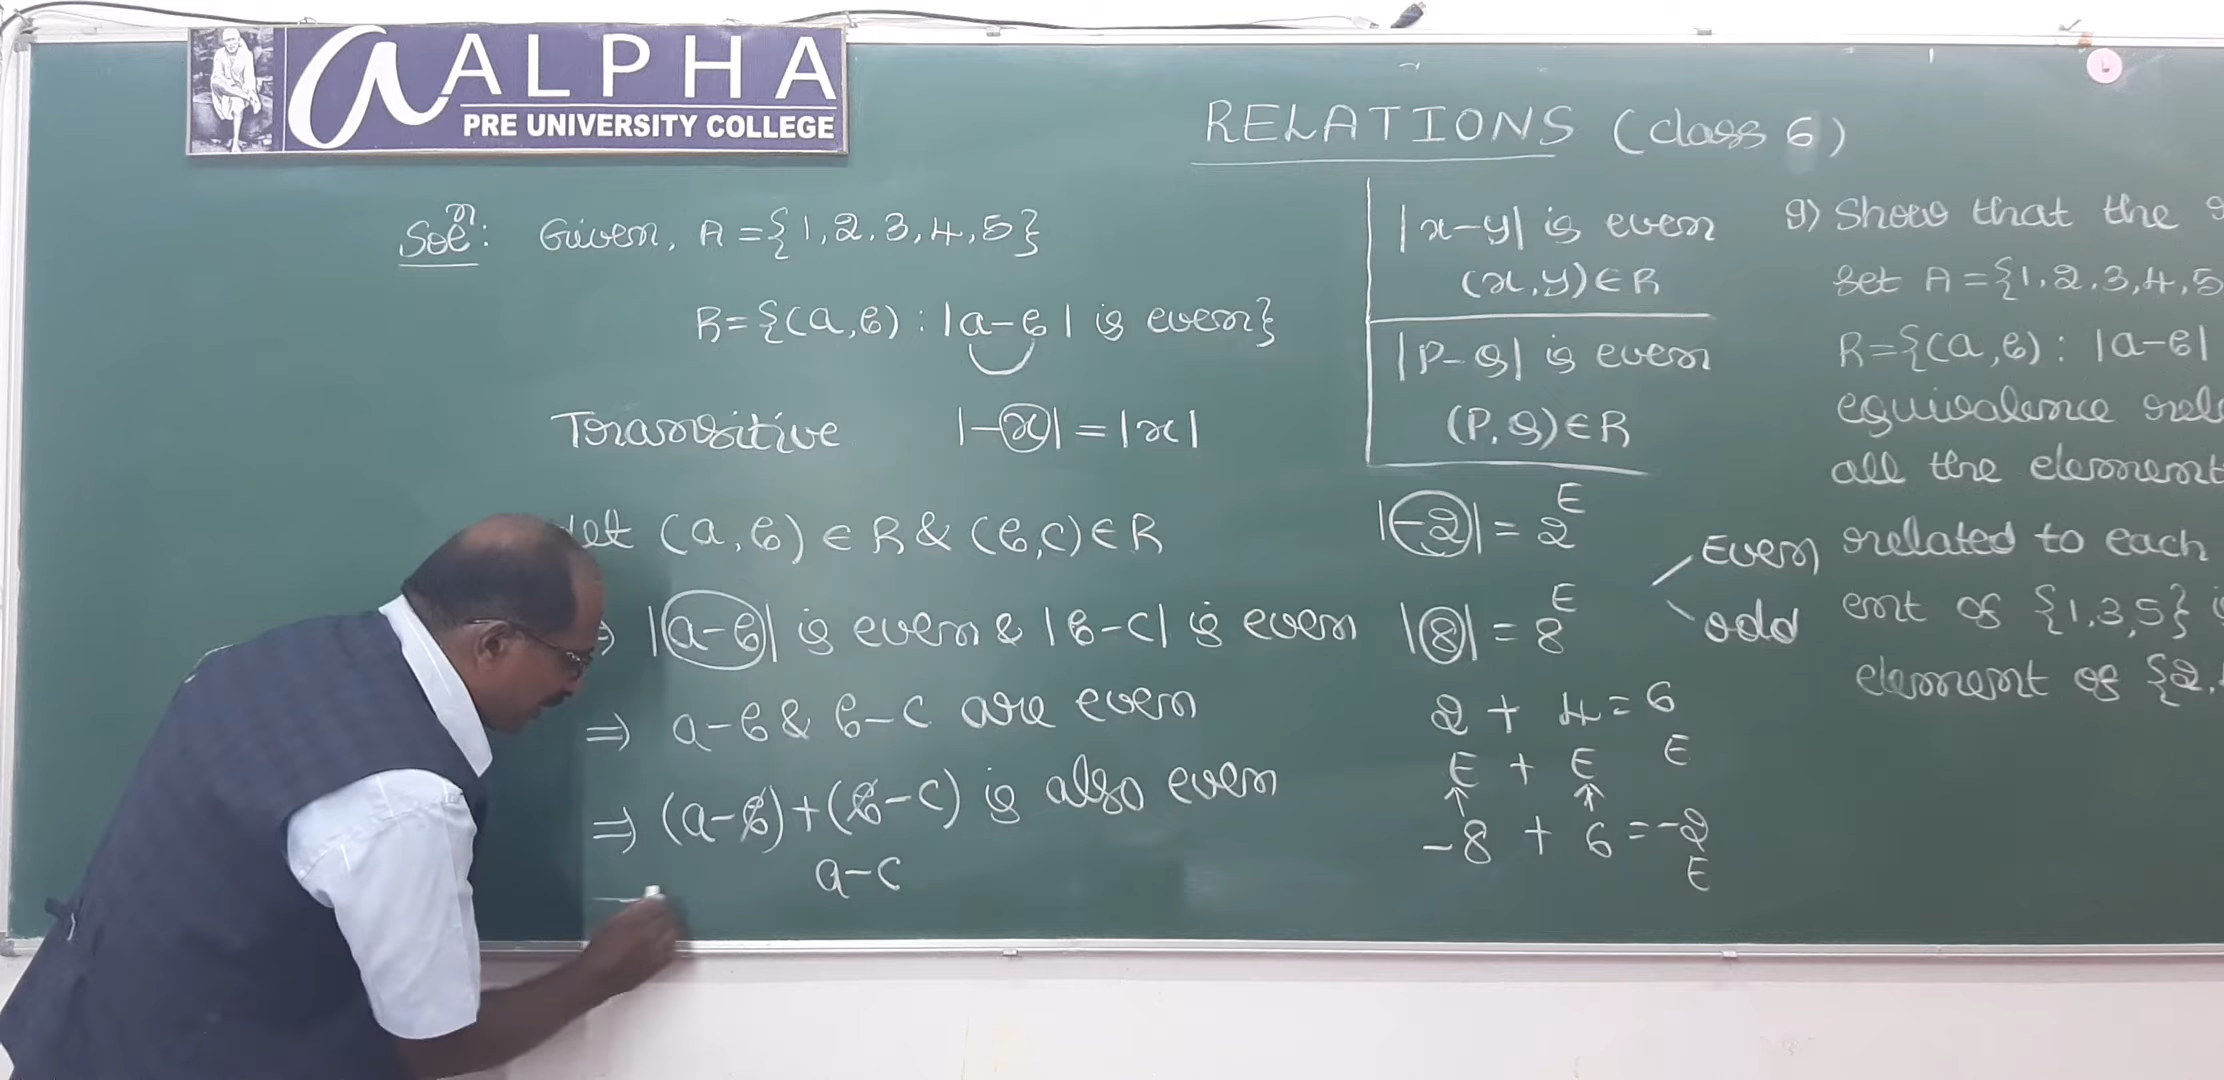 ALPHA
PRE UNIVERSITY COLLEGE
RELATIONS (class 6)
Solⁿ: Given, A = {1, 2, 3, 4, 5}
R = {(a, b) : |a-b| is even}
Transitive |-x| = |x|
Let (a, b) ∈ R & (b, c) ∈ R
⇒ |a-b| is even & |b-c| is even
⇒ a-b & b-c are even
⇒ (a-b) + (b-c) is also even
a-c
|x-y| is even
(x, y) ∈ R
|P-Q| is even
(P, Q) ∈ R
|-2| = 2 E
|8| = 8 E
Even
odd
2 + 4 = 6
E + E E
↑ ↑
-8 + 6 = -2
E
9) Show that the
set A = {1, 2, 3, 4, 5
R = {(a, b) : |a-b|
equivalence rel
all the element
related to each
ent of {1, 3, 5} i
element of {2,